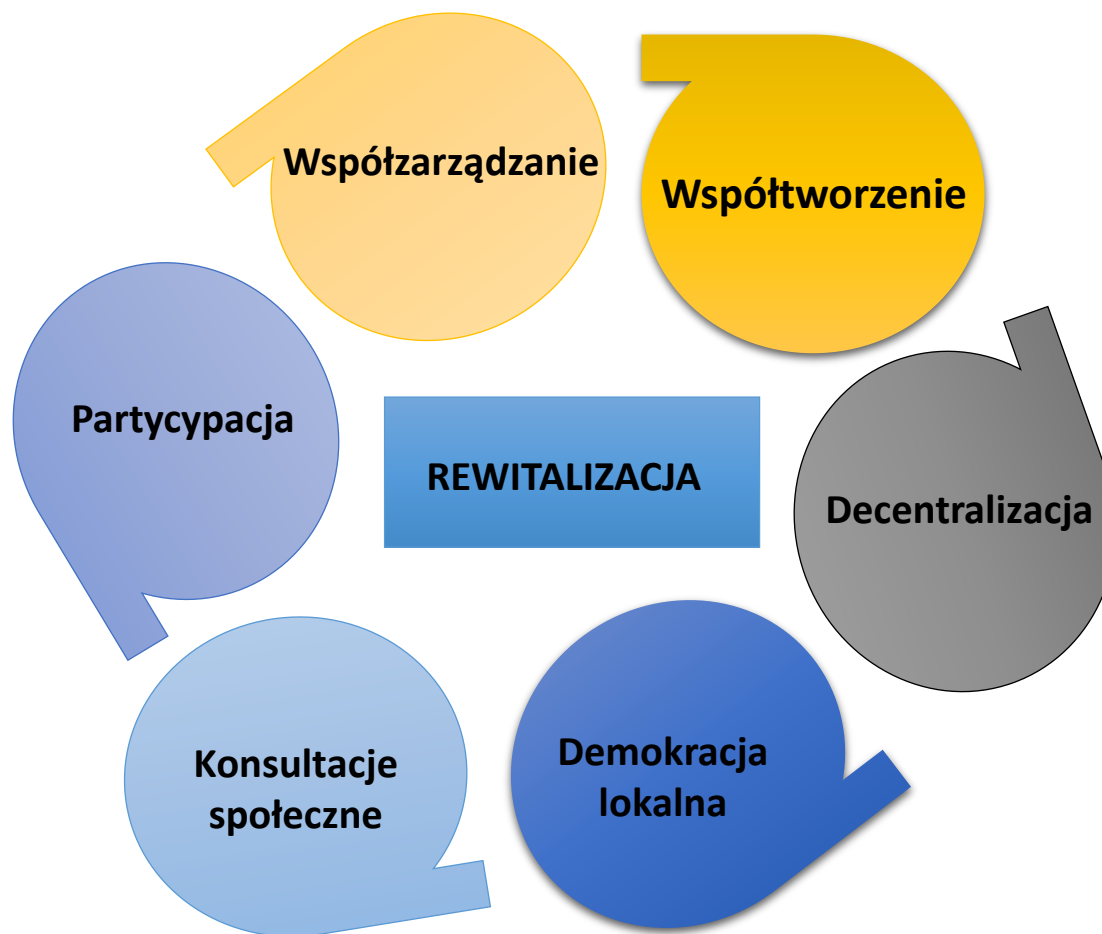 Współzarządzanie
Współtworzenie
Partycypacja
REWITALIZACJA
Decentralizacja
Konsultacje
społeczne
Demokracja
lokalna